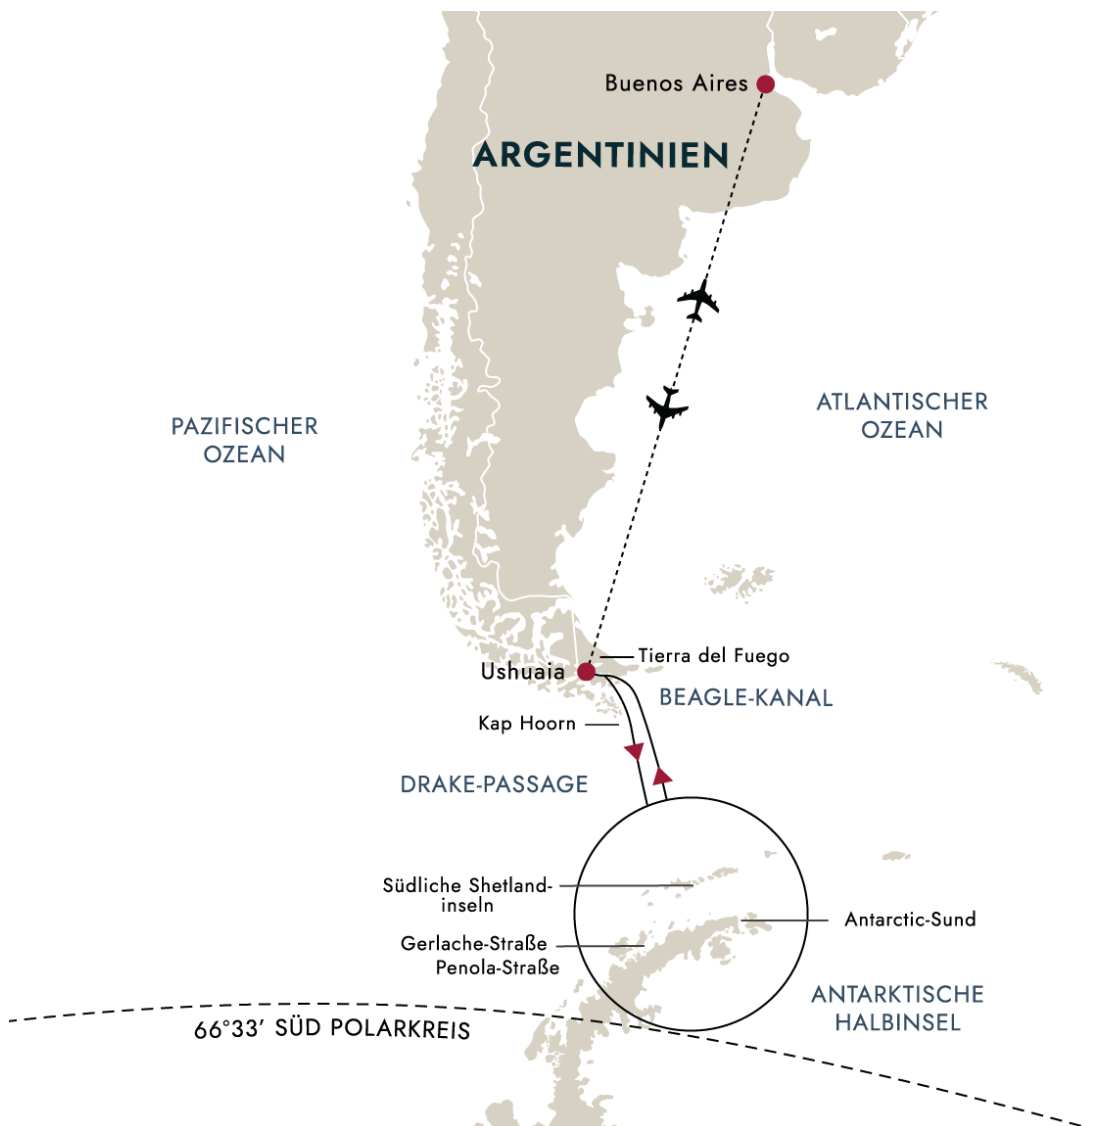 Buenos Aires
ARGENTINIEN
PAZIFISCHER
OZEAN
ATLANTISCHER
OZEAN
Tierra del Fuego
Ushuaia
BEAGLE-KANAL
Kap Hoorn
DRAKE-PASSAGE
Südliche Shetland-
inseln
Antarctic-Sund
Gerlache-Straße
Penola-Straße
ANTARKTISCHE
HALBINSEL
66°33’ SÜD POLARKREIS